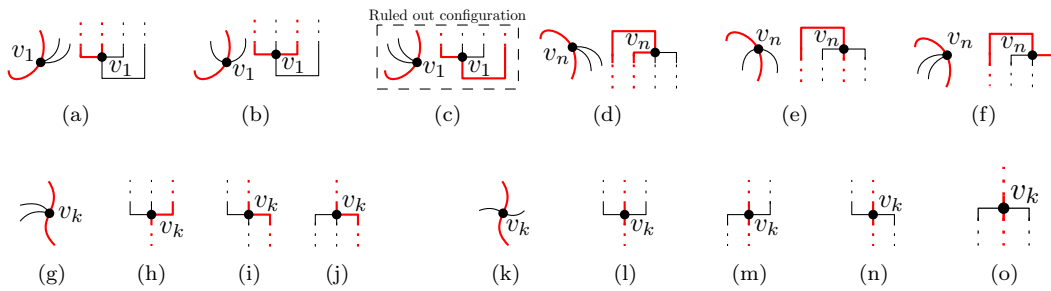 Ruled out configuration
v₁ v₁ v₁ v₁ v₁ v₁ vₙ vₙ vₙ vₙ vₙ vₙ
(a) (b) (c) (d) (e) (f)
vₖ vₖ vₖ vₖ vₖ vₖ vₖ vₖ vₖ
(g) (h) (i) (j) (k) (l) (m) (n) (o)